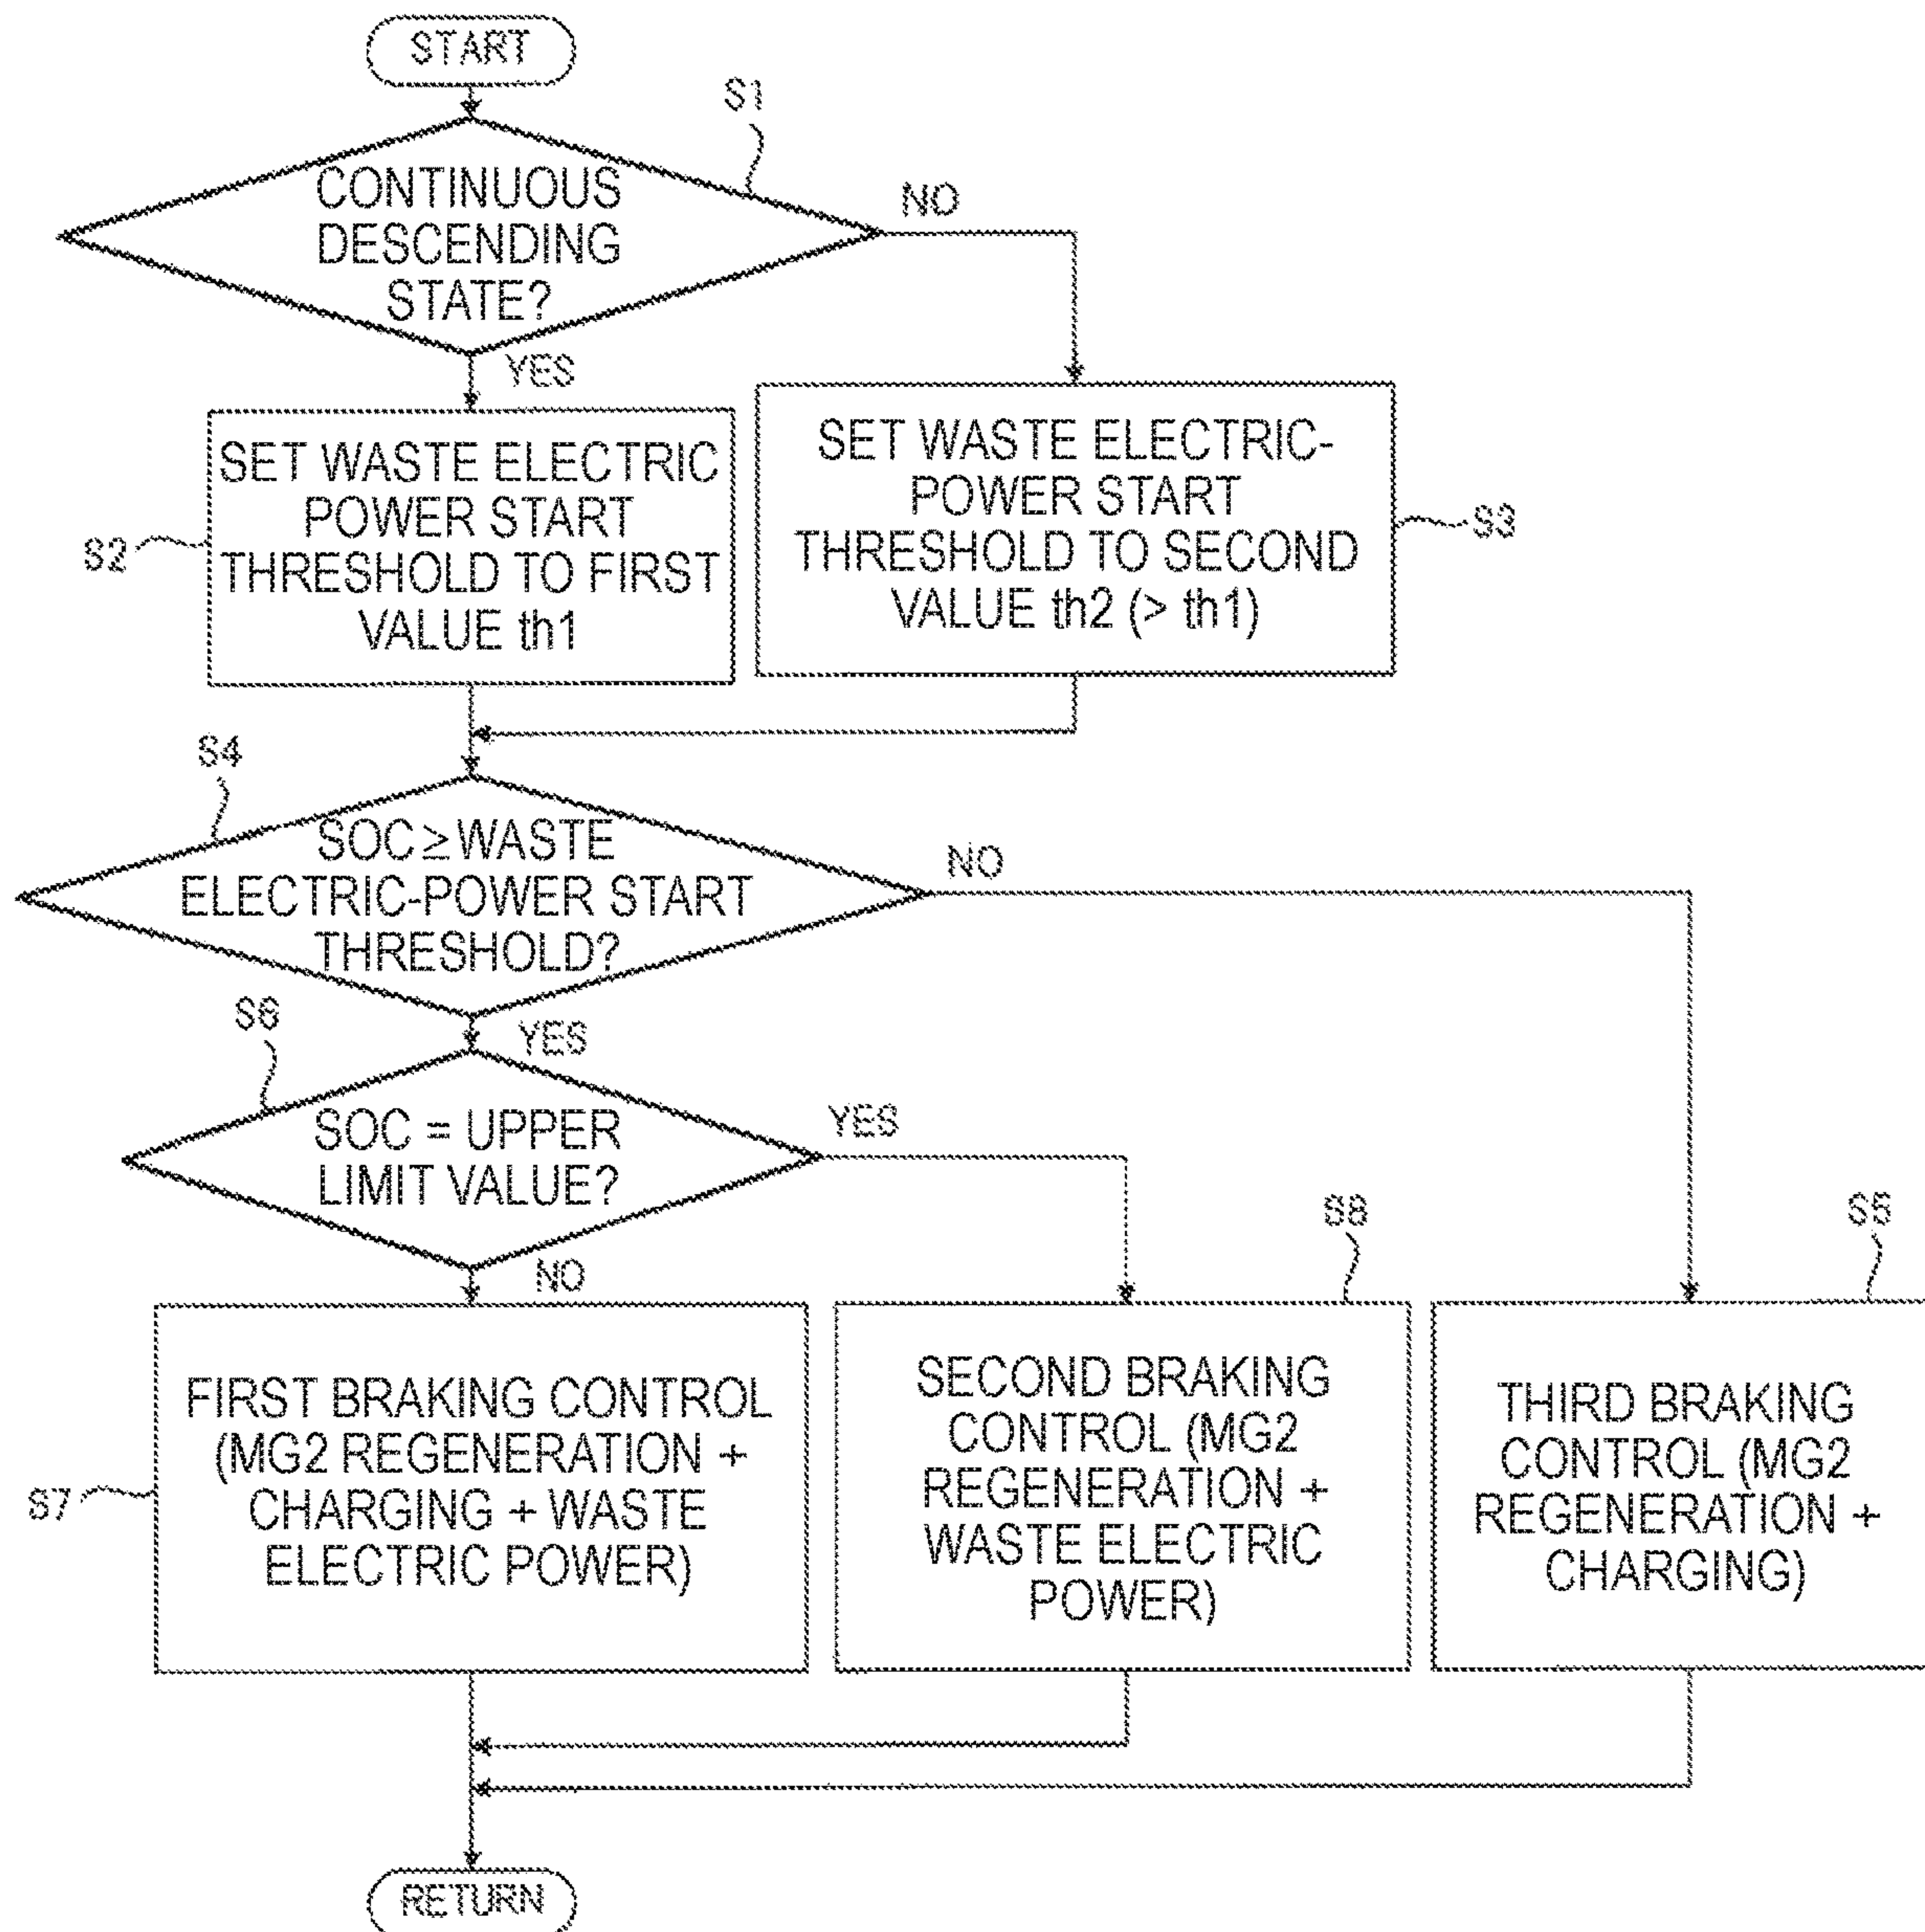 START
S1
CONTINUOUS
DESCENDING
STATE?
NO
YES
SET WASTE ELECTRIC
POWER START
THRESHOLD TO FIRST
VALUE th1
S2
SET WASTE ELECTRIC-
POWER START
THRESHOLD TO SECOND
VALUE th2 (> th1)
S3
S4
SOC ≥ WASTE
ELECTRIC-POWER START
THRESHOLD?
NO
YES
S6
SOC = UPPER
LIMIT VALUE?
YES
NO
S7
FIRST BRAKING CONTROL
(MG2 REGENERATION +
CHARGING + WASTE
ELECTRIC POWER)
S8
SECOND BRAKING
CONTROL (MG2
REGENERATION +
WASTE ELECTRIC
POWER)
S5
THIRD BRAKING
CONTROL (MG2
REGENERATION +
CHARGING)
RETURN